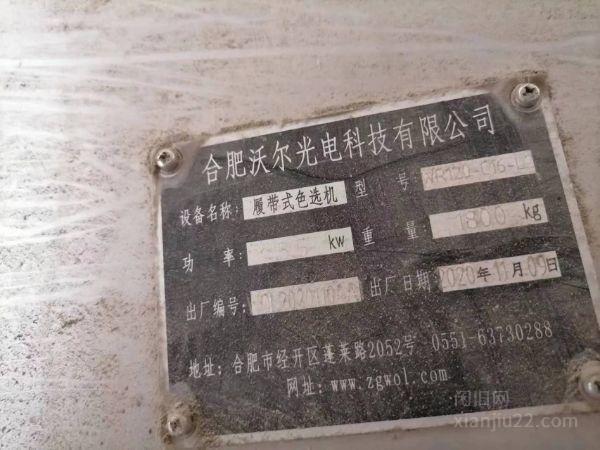 合肥沃尔光电科技有限公司
设备名称: 履带式色选机 型号:
功率: kw 重量: 1800 kg
出厂编号: 出厂日期: 2020年11月09日
地址: 合肥市经开区蓬莱路2052号 0551-63730288
网址: www.zgwol.com
闲旧网
xianjiu22.com